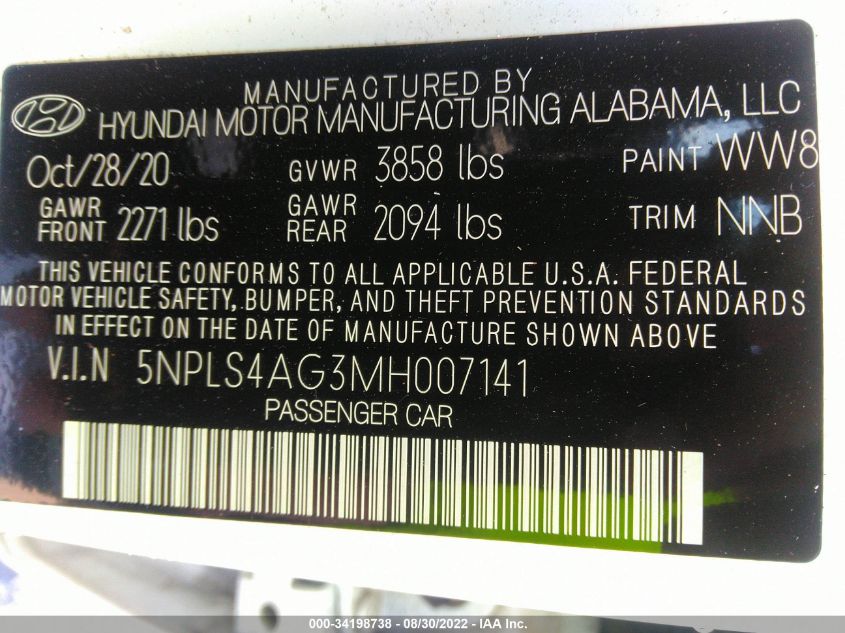 MANUFACTURED BY
HYUNDAI MOTOR MANUFACTURING ALABAMA, LLC
Oct/28/20 GVWR 3858 lbs PAINT WW8
GAWR FRONT 2271 lbs GAWR REAR 2094 lbs TRIM NNB
THIS VEHICLE CONFORMS TO ALL APPLICABLE U.S.A. FEDERAL
MOTOR VEHICLE SAFETY, BUMPER, AND THEFT PREVENTION STANDARDS
IN EFFECT ON THE DATE OF MANUFACTURE SHOWN ABOVE
V.I.N 5NPLS4AG3MH007141
PASSENGER CAR
000-34198738 - 08/30/2022 - IAA Inc.